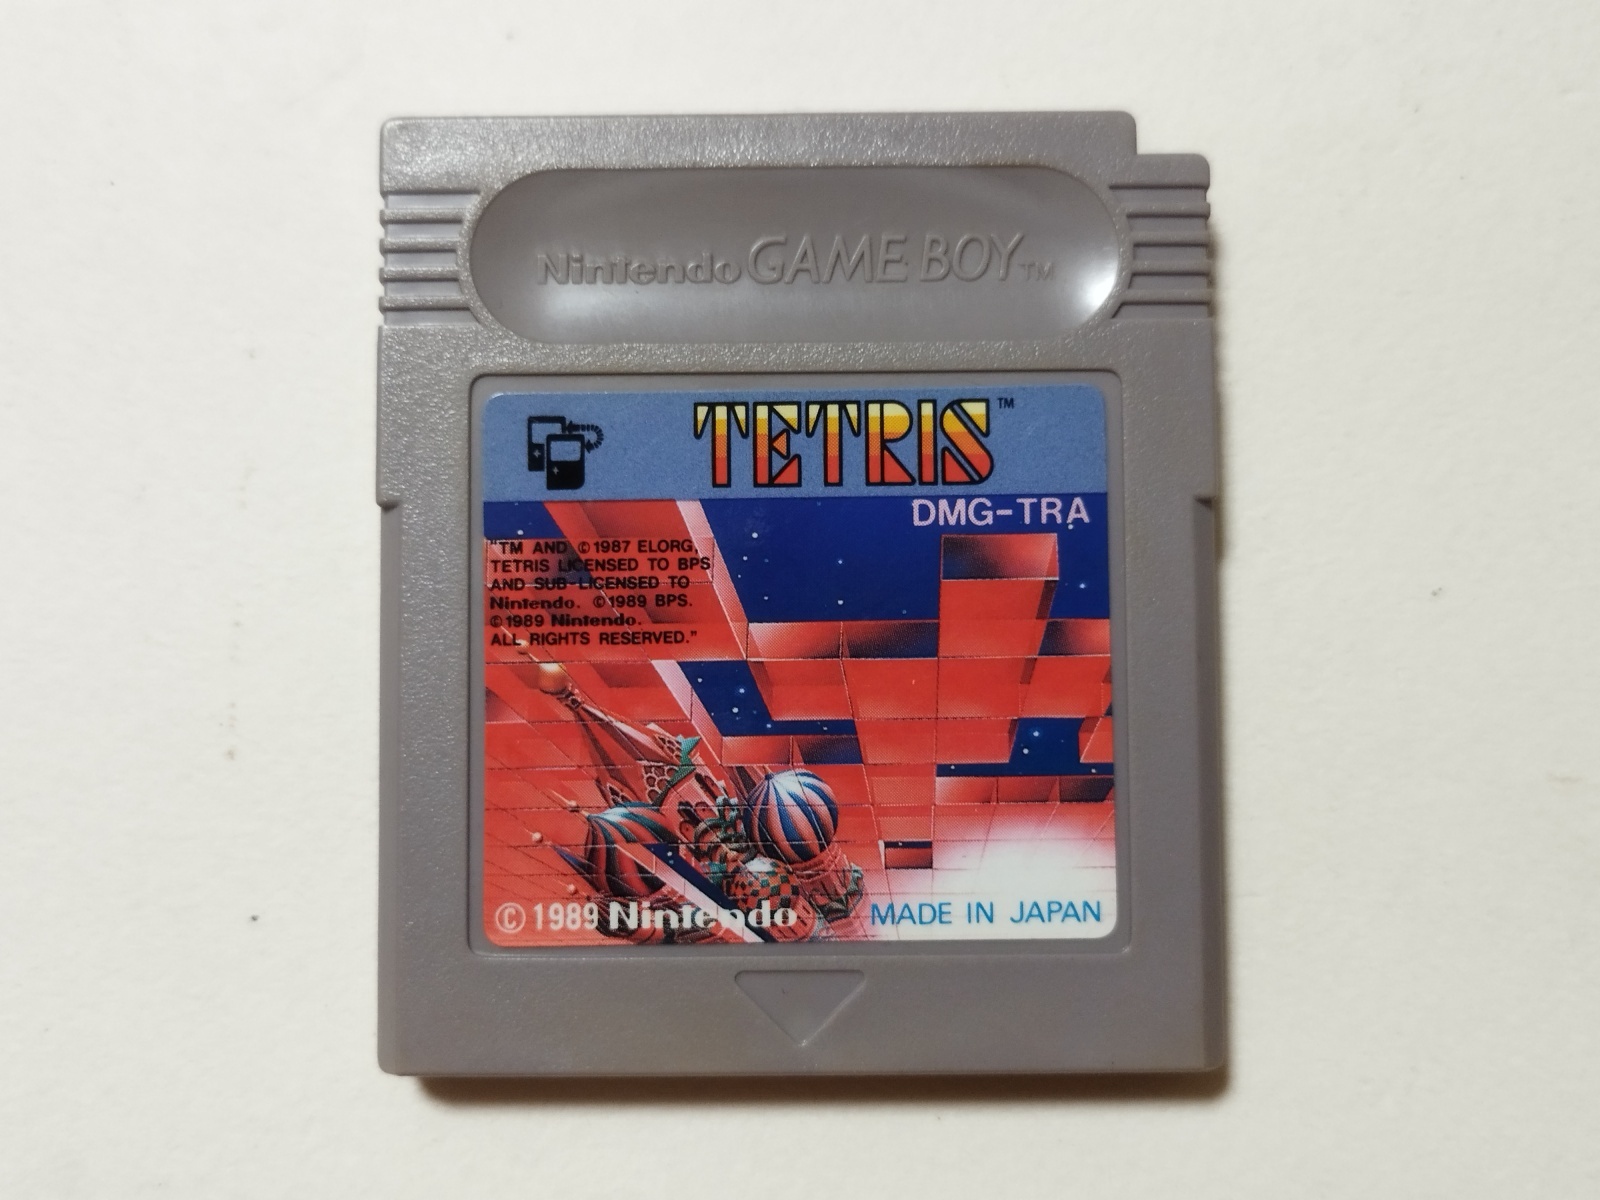 Nintendo GAME BOY™
TETRIS™
DMG-TRA
"TM AND ©1987 ELORG,
TETRIS LICENSED TO BPS
AND SUB-LICENSED TO
Nintendo. ©1989 BPS.
©1989 Nintendo.
ALL RIGHTS RESERVED."
© 1989 Nintendo MADE IN JAPAN